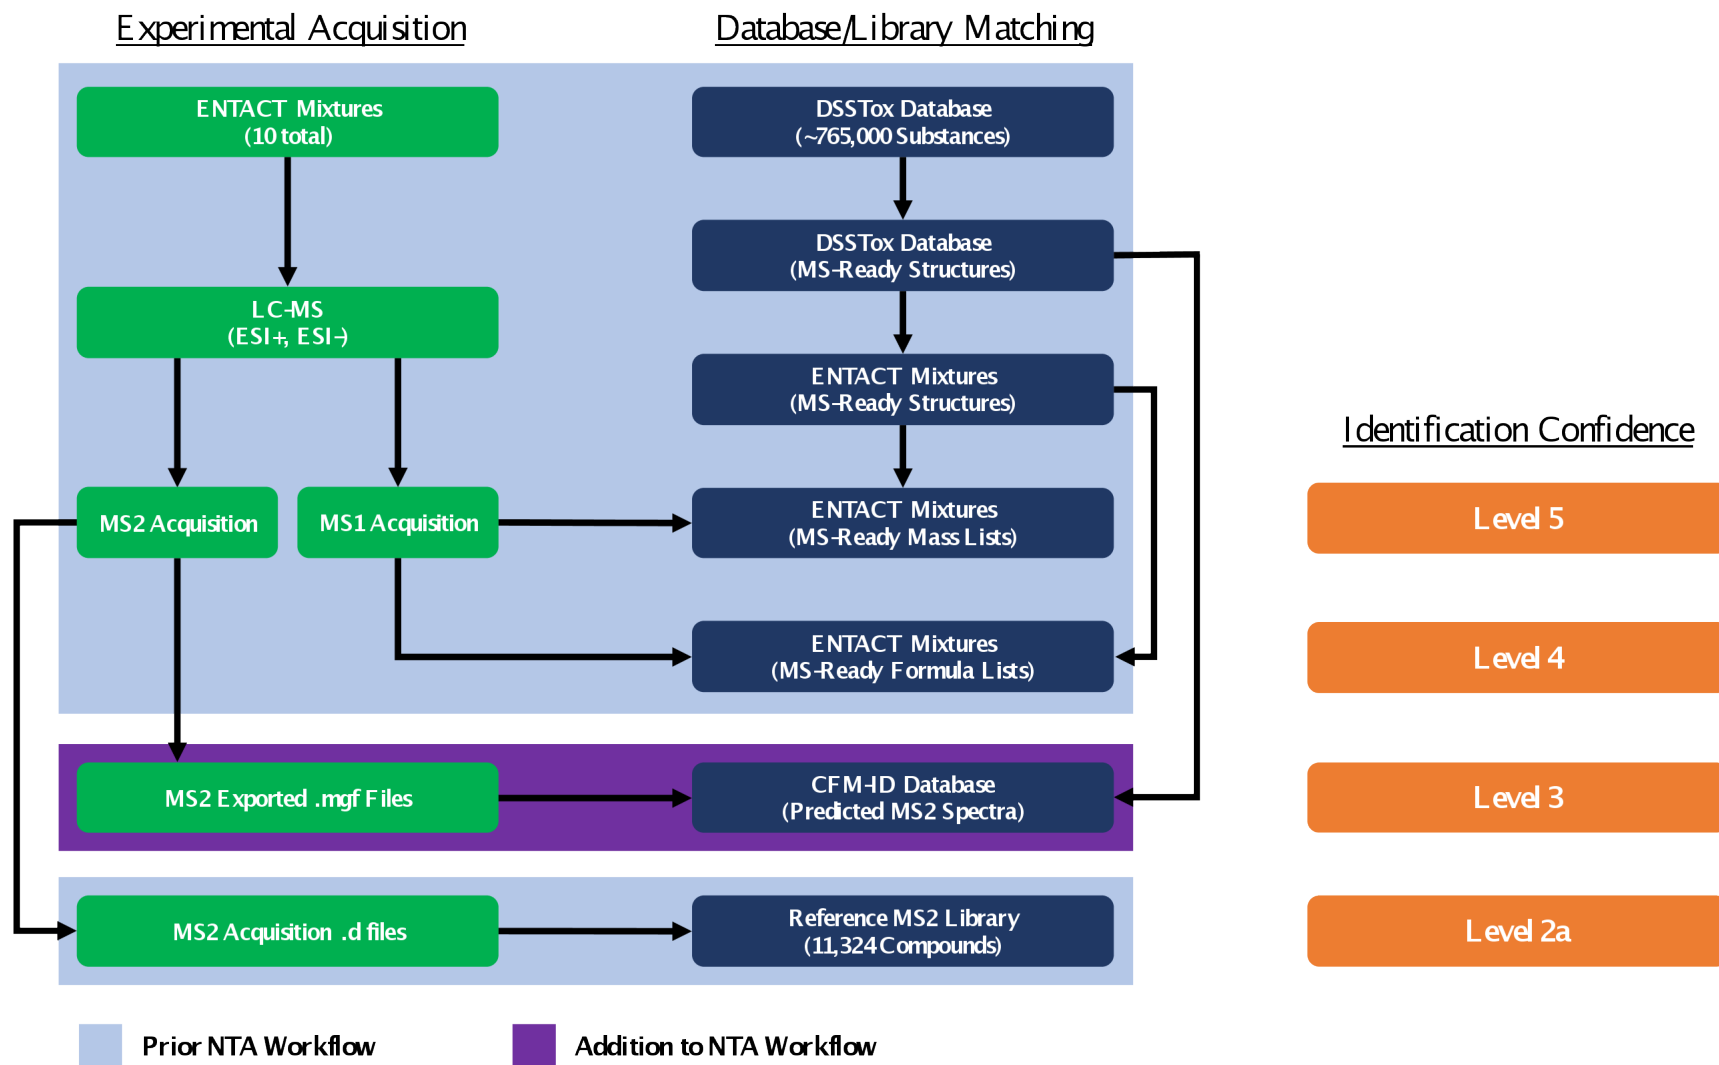 Experimental Acquisition
Database/Library Matching
ENTACT Mixtures
(10 total)
DSSTox Database
(~765,000 Substances)
DSSTox Database
(MS-Ready Structures)
LC-MS
(ESI+, ESI-)
ENTACT Mixtures
(MS-Ready Structures)
Identification Confidence
MS2 Acquisition
MS1 Acquisition
ENTACT Mixtures
(MS-Ready Mass Lists)
Level 5
ENTACT Mixtures
(MS-Ready Formula Lists)
Level 4
MS2 Exported .mgf Files
CFM-ID Database
(Predicted MS2 Spectra)
Level 3
MS2 Acquisition .d files
Reference MS2 Library
(11,324 Compounds)
Level 2a
Prior NTA Workflow
Addition to NTA Workflow